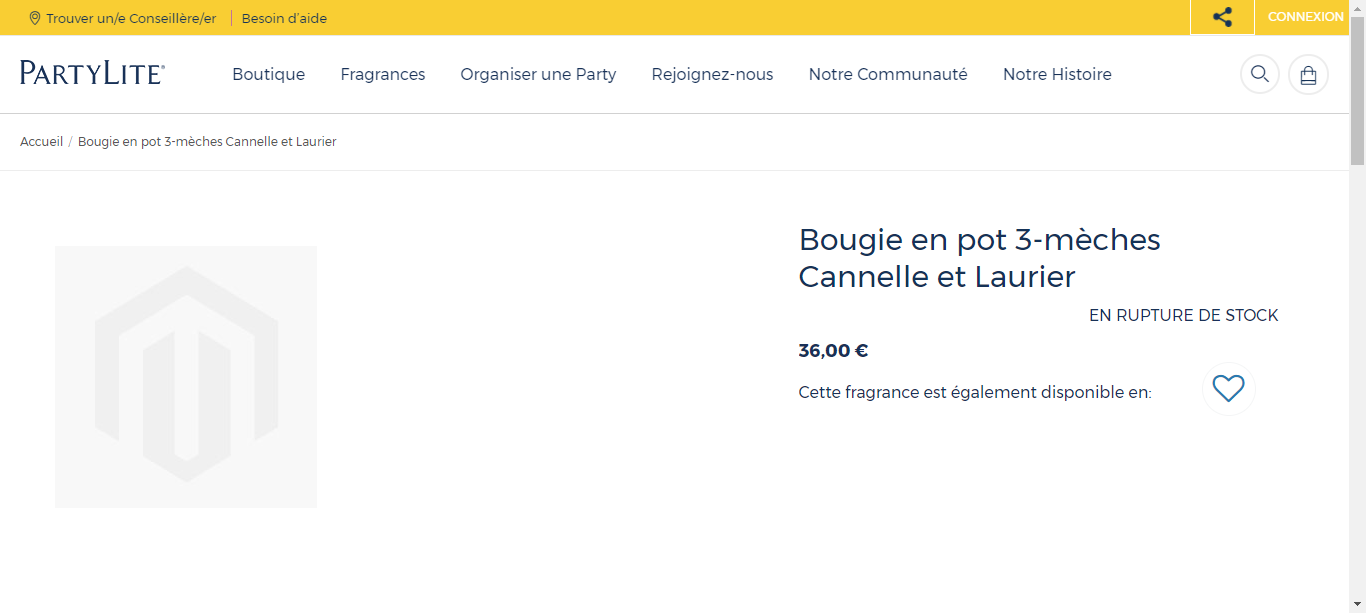 Trouver un/e Conseillère/er
Besoin d’aide
CONNEXION
PARTYLITE®
Boutique
Fragrances
Organiser une Party
Rejoignez-nous
Notre Communauté
Notre Histoire
Accueil / Bougie en pot 3-mèches Cannelle et Laurier
Bougie en pot 3-mèches
Cannelle et Laurier
EN RUPTURE DE STOCK
36,00 €
Cette fragrance est également disponible en: